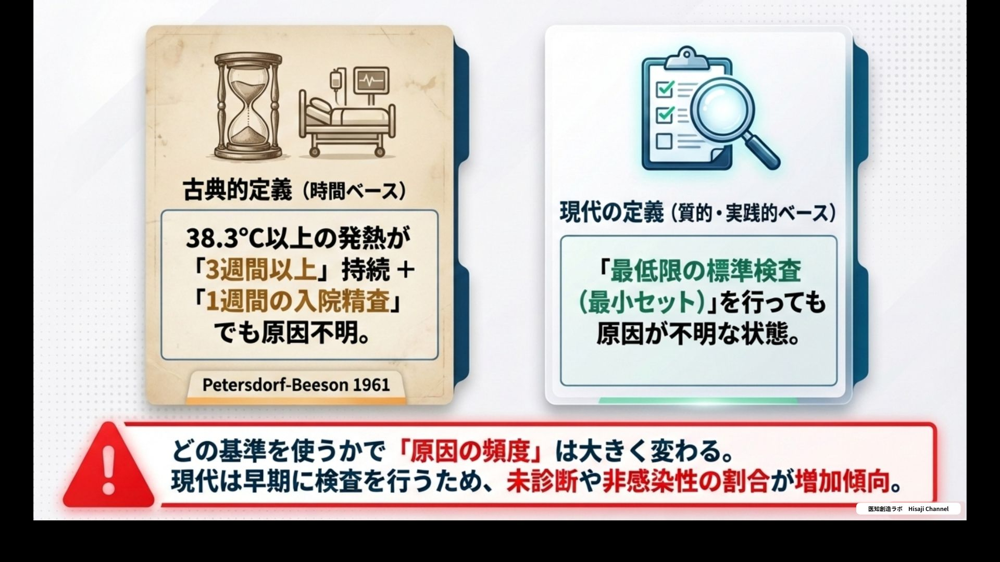 古典的定義（時間ベース）
38.3°C以上の発熱が
「3週間以上」持続＋
「1週間の入院精査」
でも原因不明。
Petersdorf-Beeson 1961
現代の定義（質的・実践的ベース）
「最低限の標準検査
（最小セット）」を行っても
原因が不明な状態。
どの基準を使うかで「原因の頻度」は大きく変わる。
現代は早期に検査を行うため、未診断や非感染性の割合が増加傾向。
医知創造ラボ　Hisaji Channel